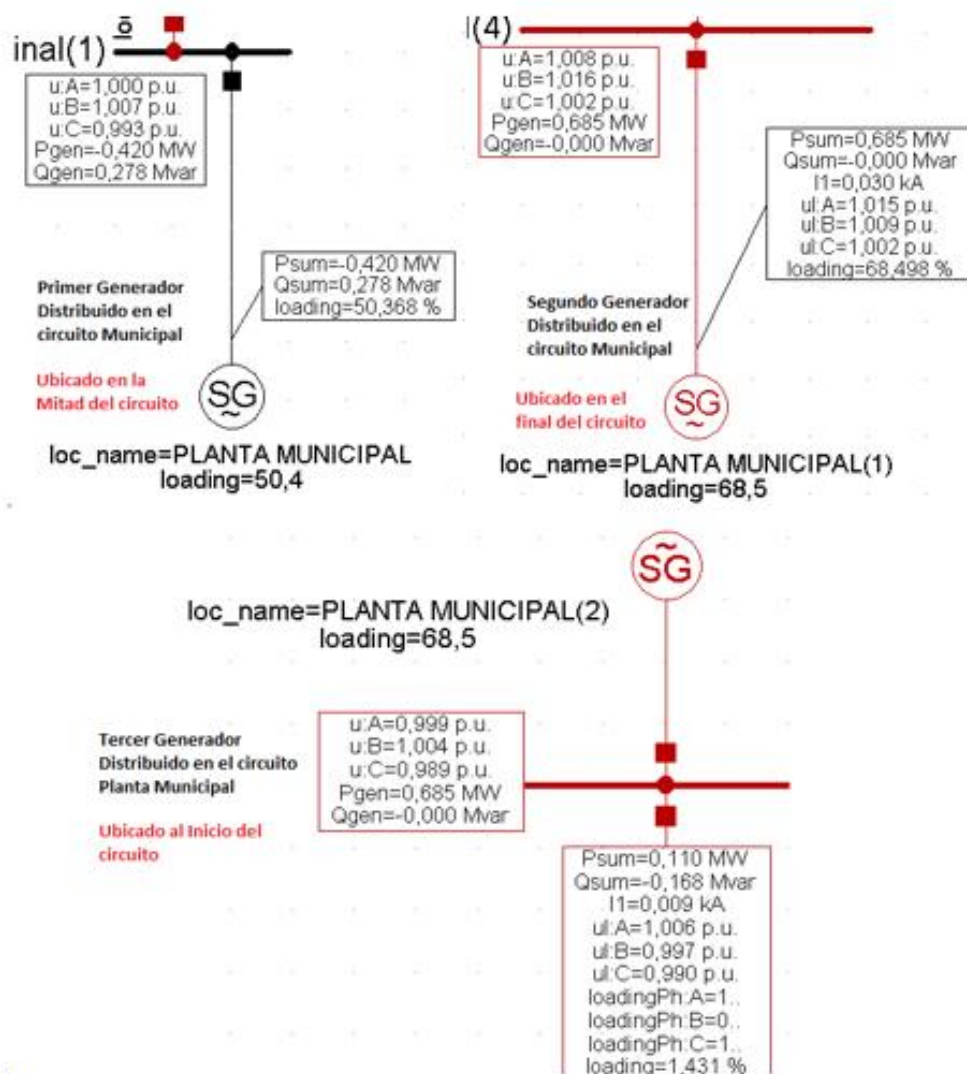 inal(1)
u:A=1,000 p.u.
u:B=1,007 p.u.
u:C=0,993 p.u.
Pgen=-0,420 MW
Qgen=0,278 Mvar
Primer Generador
Distribuido en el
circuito Municipal
Ubicado en la
Mitad del circuito
Psum=-0,420 MW
Qsum=0,278 Mvar
loading=50,368 %
SG
loc_name=PLANTA MUNICIPAL
loading=50,4
l(4)
u:A=1,008 p.u.
u:B=1,016 p.u.
u:C=1,002 p.u.
Pgen=0,685 MW
Qgen=-0,000 Mvar
Psum=0,685 MW
Qsum=-0,000 Mvar
I1=0,030 kA
ul:A=1,015 p.u.
ul:B=1,009 p.u.
ul:C=1,002 p.u.
loading=68,498 %
Segundo Generador
Distribuido en el
circuito Municipal
Ubicado en el
final del circuito
SG
loc_name=PLANTA MUNICIPAL(1)
loading=68,5
SG
loc_name=PLANTA MUNICIPAL(2)
loading=68,5
Tercer Generador
Distribuido en el circuito
Planta Municipal
Ubicado al Inicio del
circuito
u:A=0,999 p.u.
u:B=1,004 p.u.
u:C=0,989 p.u.
Pgen=0,685 MW
Qgen=-0,000 Mvar
Psum=0,110 MW
Qsum=-0,168 Mvar
I1=0,009 kA
ul:A=1,006 p.u.
ul:B=0,997 p.u.
ul:C=0,990 p.u.
loadingPh:A=1..
loadingPh:B=0..
loadingPh:C=1..
loading=1,431 %